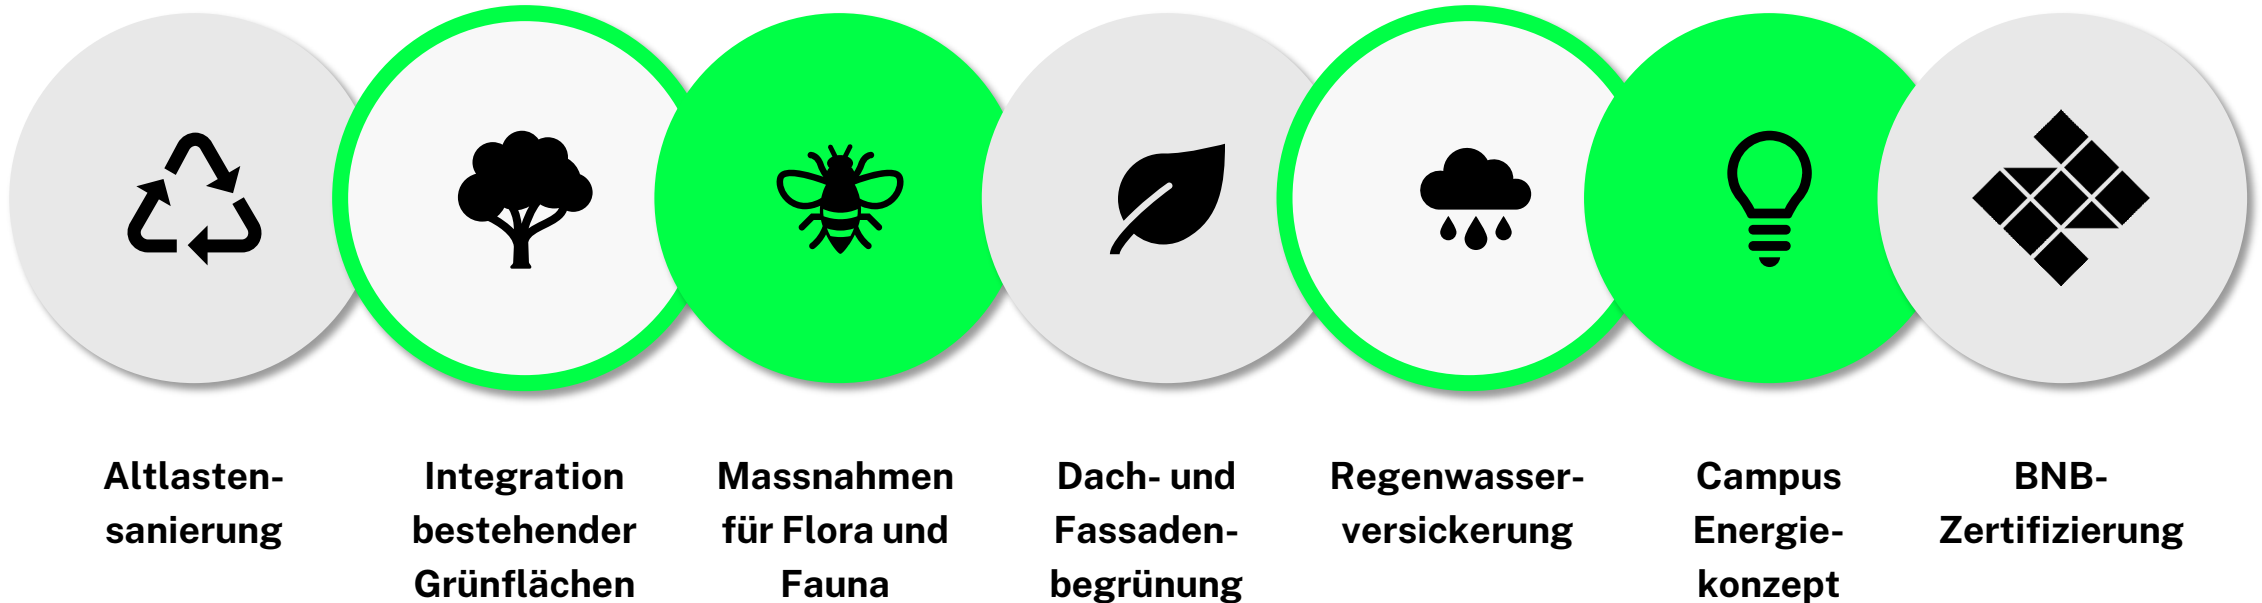 Altlasten-
sanierung
Integration
bestehender
Grünflächen
Massnahmen
für Flora und
Fauna
Dach- und
Fassaden-
begrünung
Regenwasser-
versickerung
Campus
Energie-
konzept
BNB-
Zertifizierung